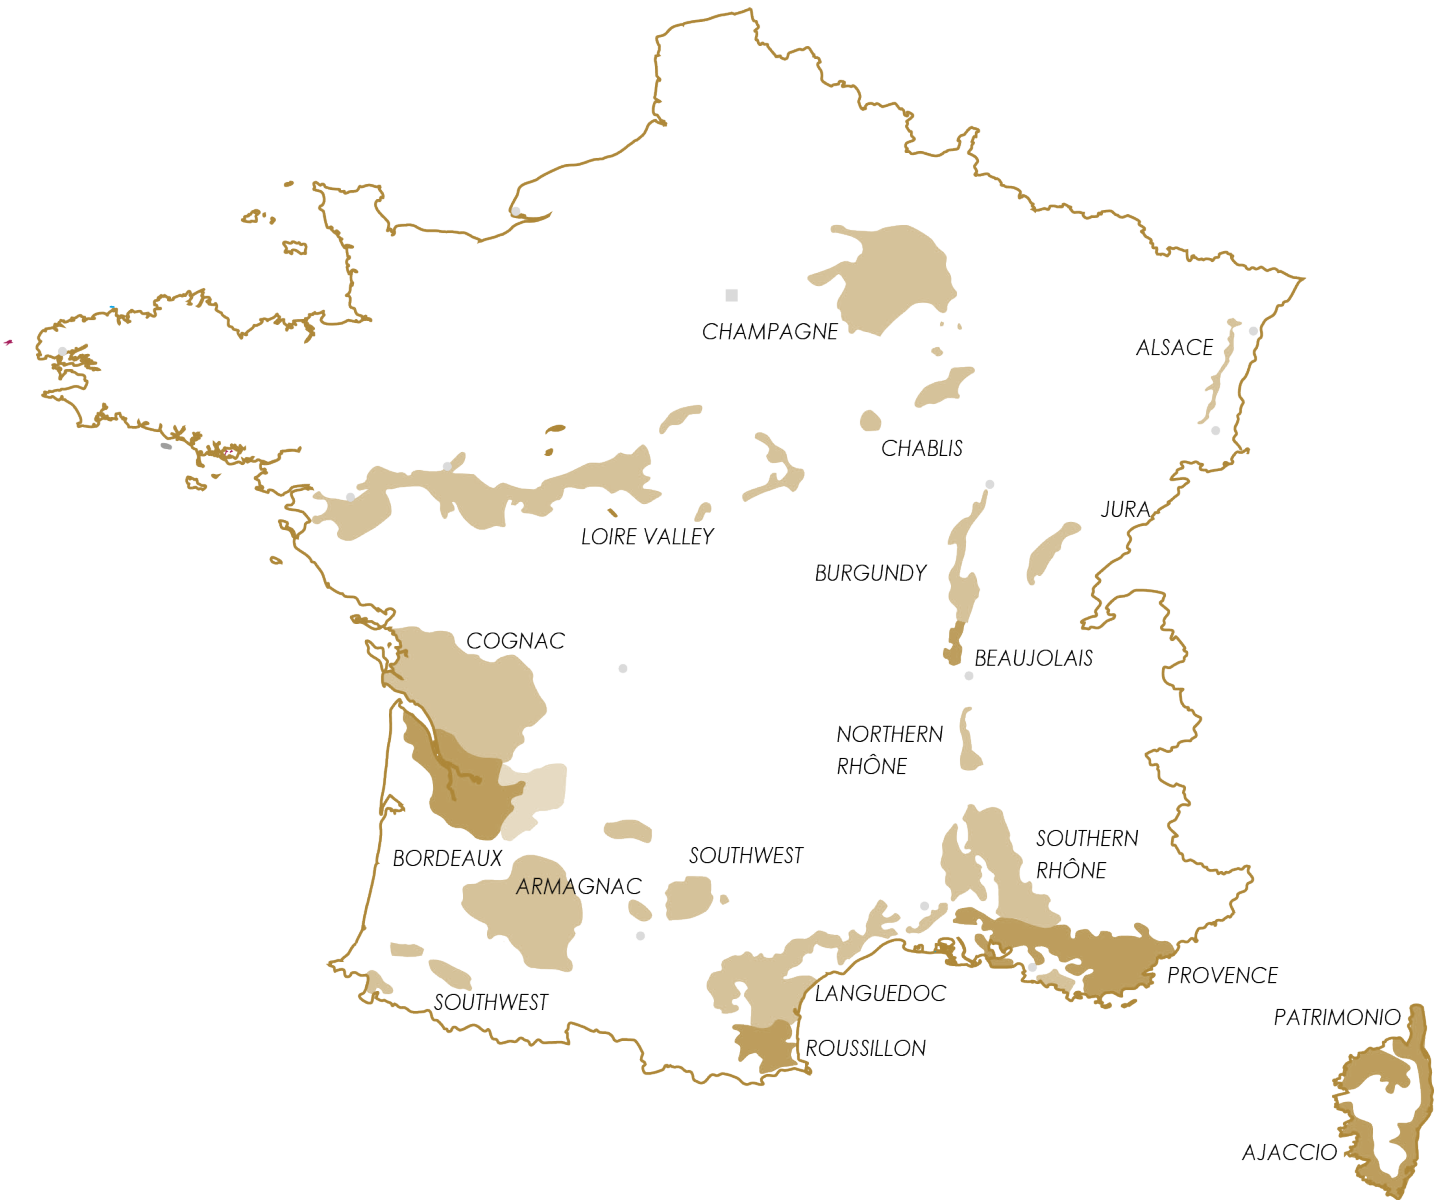 CHAMPAGNE
ALSACE
CHABLIS
JURA
LOIRE VALLEY
BURGUNDY
COGNAC
BEAUJOLAIS
NORTHERN
RHÔNE
SOUTHERN
RHÔNE
BORDEAUX
SOUTHWEST
ARMAGNAC
PROVENCE
LANGUEDOC
SOUTHWEST
PATRIMONIO
ROUSSILLON
AJACCIO